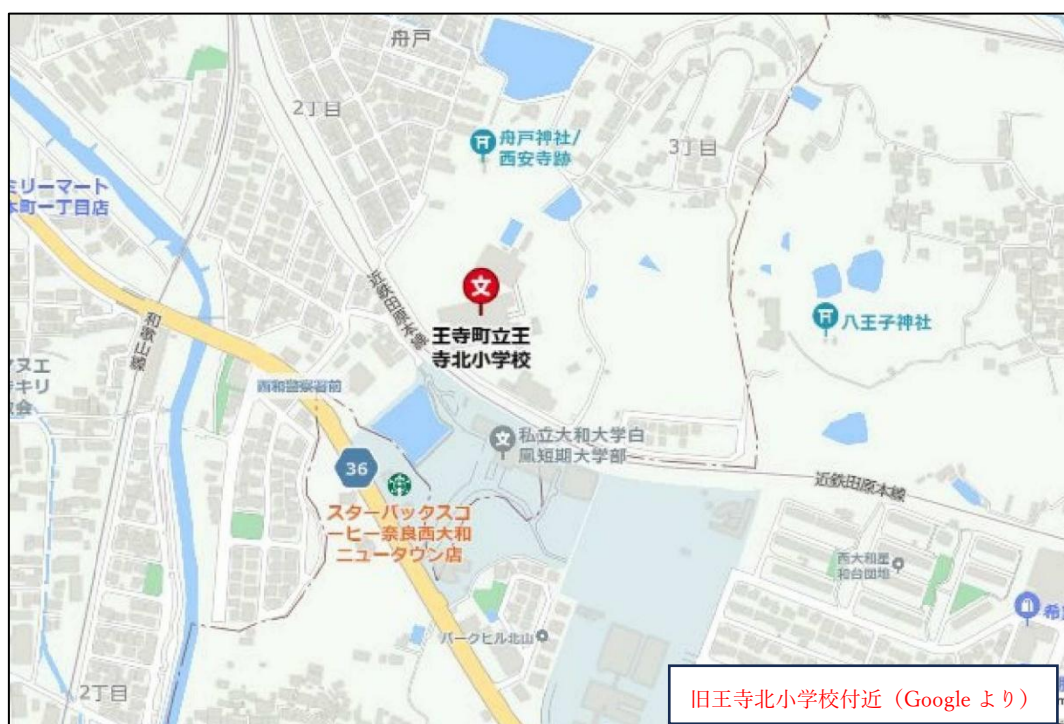 舟戸
2丁目
舟戸神社/
西安寺跡
3丁目
ミリーマート
本町一丁目店
近鉄田原本線
王寺町立王
寺北小学校
八王子神社
和歌山線
西和警察署前
私立大和大学白
鳳短期大学部
36
スターバックスコ
ーヒー奈良西大和
ニュータウン店
近鉄田原本線
西大和星
和台団地
パークヒル北山
2丁目
旧王寺北小学校付近（Google より）